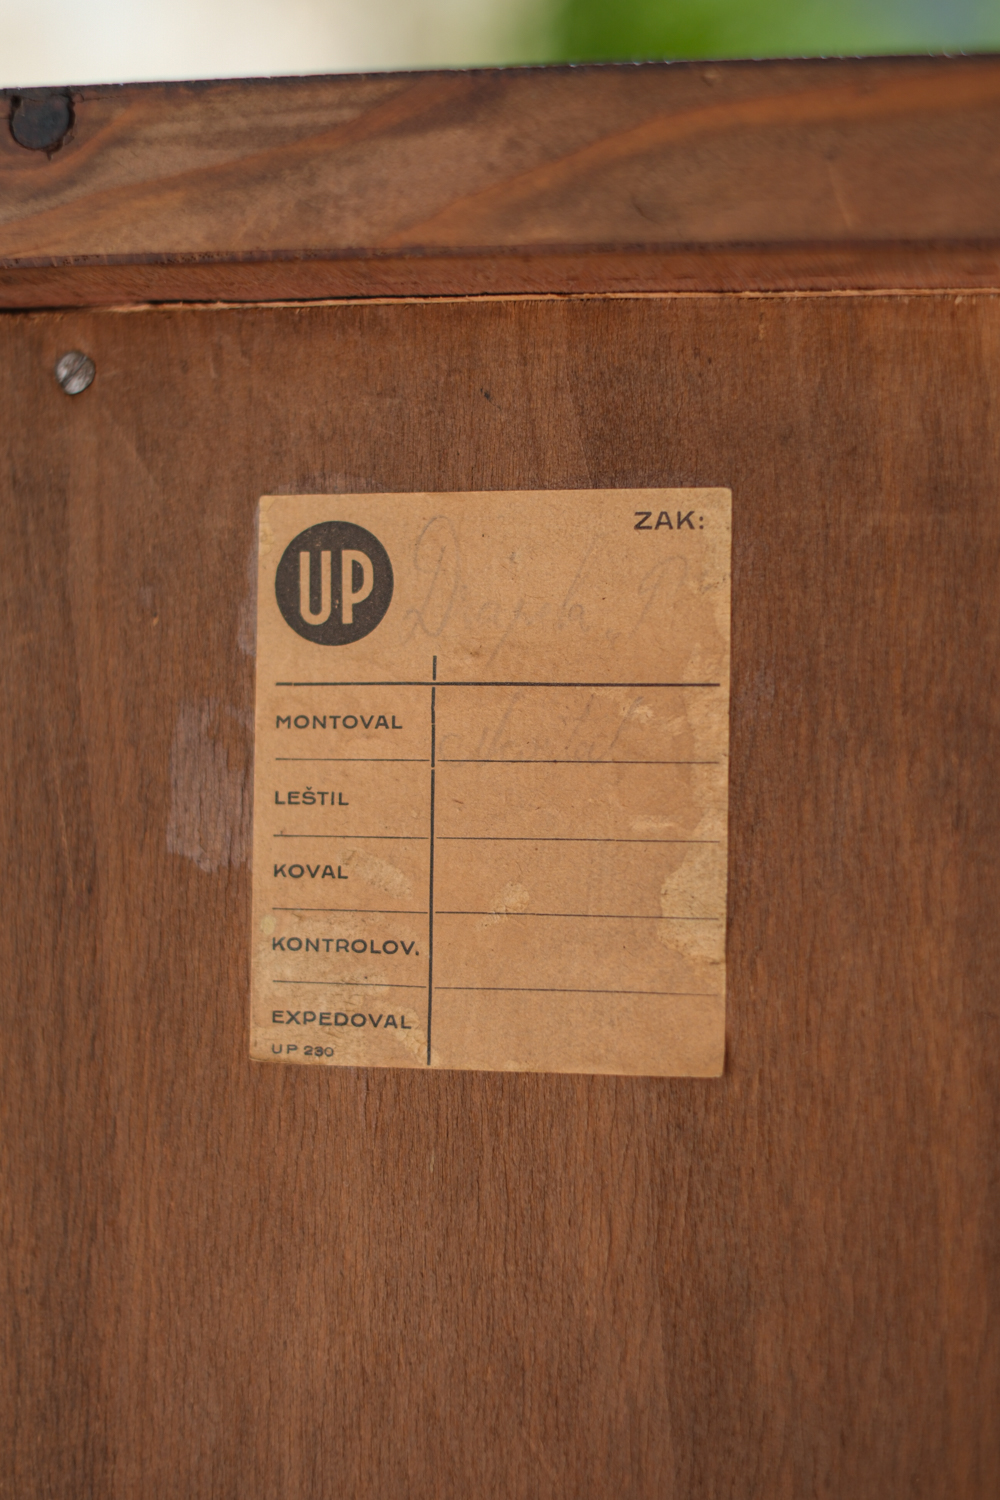 UP
ZAK:
MONTOVAL
LEŠTIL
KOVAL
KONTROLOV.
EXPEDOVAL
UP 230